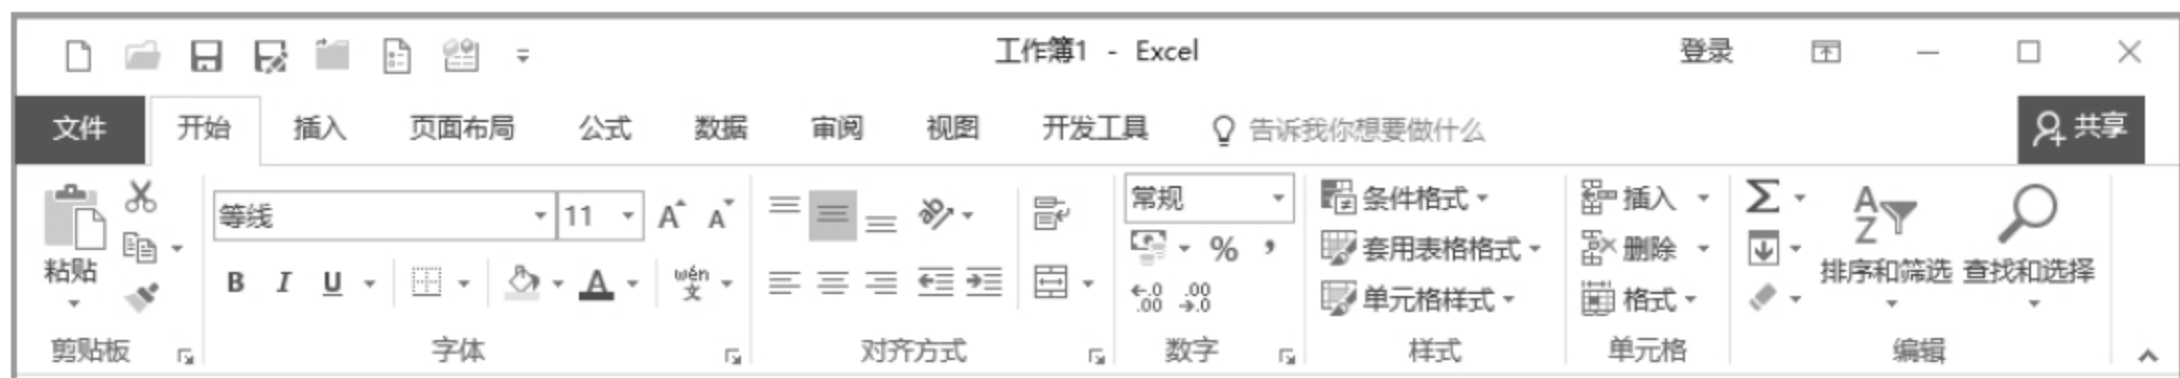 工作簿1 - Excel 登录
文件 开始 插入 页面布局 公式 数据 审阅 视图 开发工具 告诉我你想要做什么 共享
粘贴
等线 11
B I U A wén 文
常规
% ,
条件格式
套用表格格式
单元格样式
插入
删除
格式
Σ
排序和筛选
查找和选择
剪贴板 字体 对齐方式 数字 样式 单元格 编辑